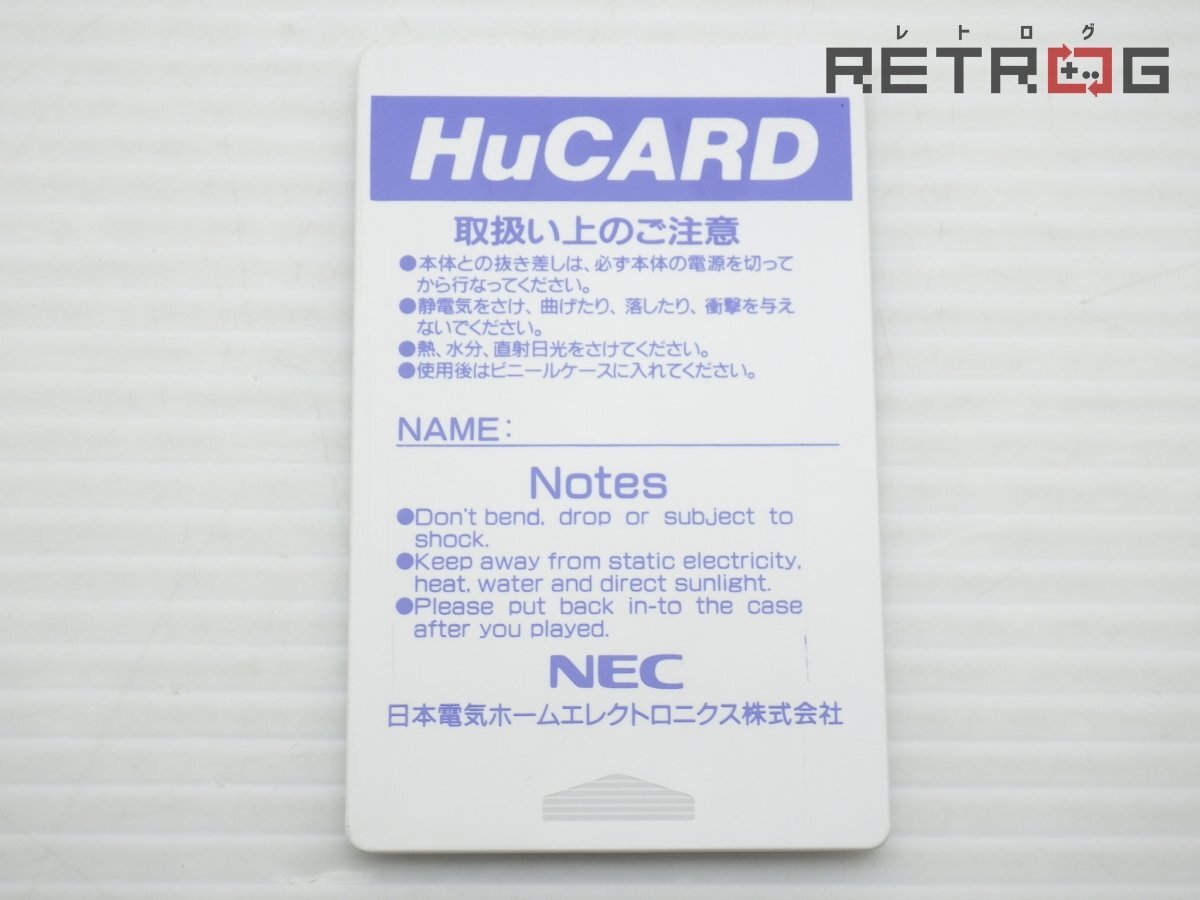 レトログ
RETROG
HuCARD
取扱い上のご注意
●本体との抜き差しは、必ず本体の電源を切って
から行なってください。
●静電気をさけ、曲げたり、落したり、衝撃を与え
ないでください。
●熱、水分、直射日光をさけてください。
●使用後はビニールケースに入れてください。
NAME:
Notes
●Don't bend, drop or subject to
shock.
●Keep away from static electricity,
heat, water and direct sunlight.
●Please put back in-to the case
after you played.
NEC
日本電気ホームエレクトロニクス株式会社